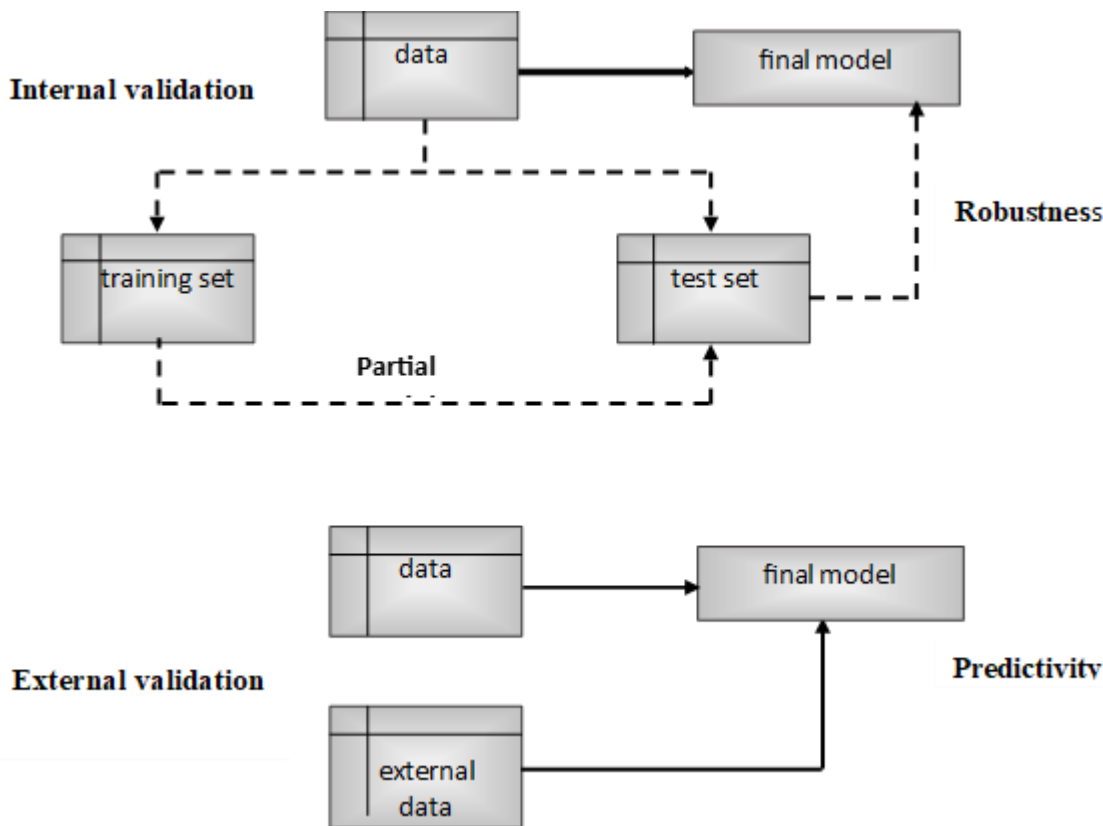 data
final model
Internal validation
Robustness
training set
test set
Partial
data
final model
External validation
Predictivity
external
data